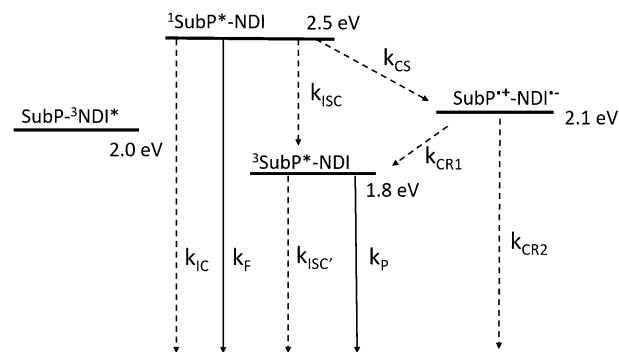 ¹SubP*-NDI
2.5 eV
k_CS
SubP•⁺-NDI•⁻
2.1 eV
SubP-³NDI*
2.0 eV
k_ISC
³SubP*-NDI
1.8 eV
k_CR1
k_IC
k_F
k_ISC'
k_P
k_CR2